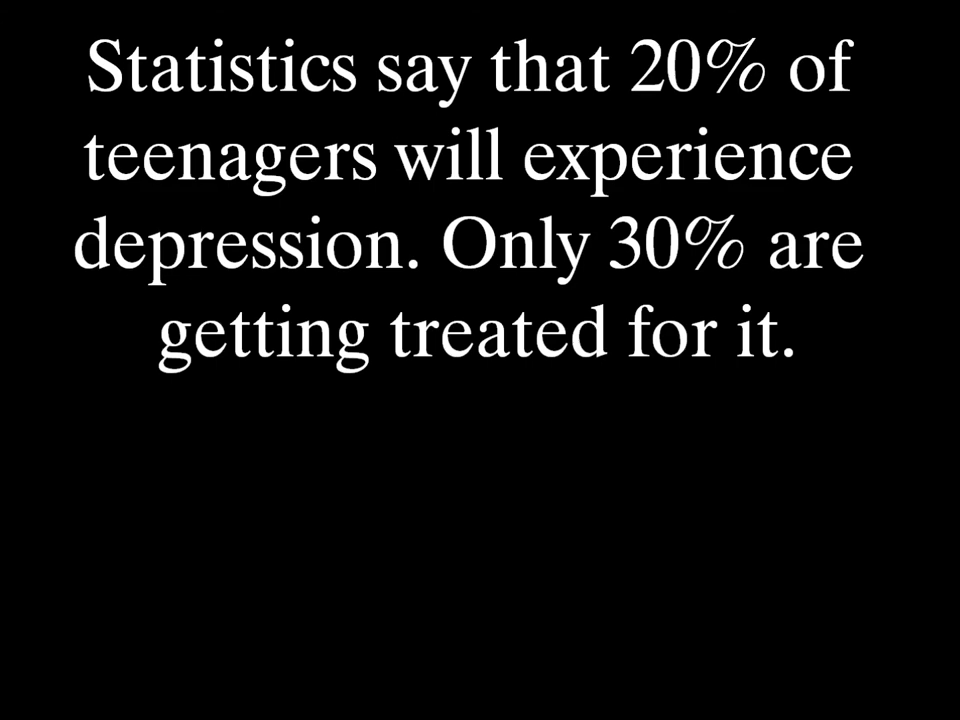 Statistics say that 20% of
teenagers will experience
depression. Only 30% are
getting treated for it.